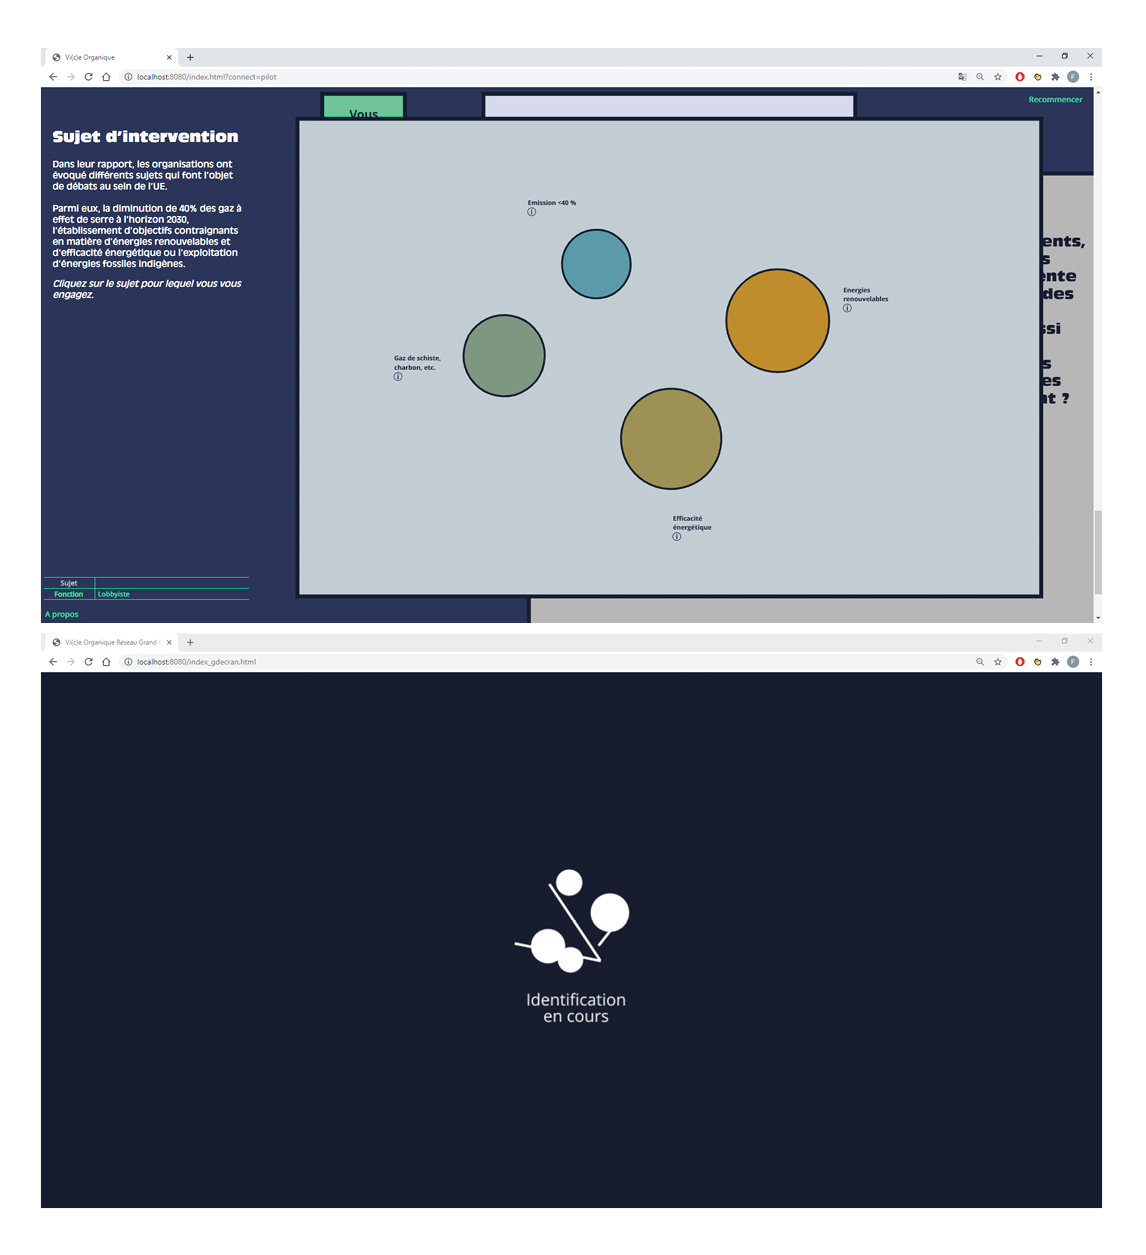 Vi(c)e Organique
localhost:8080/index.html?connect=pilot
Recommencer
Vous
Sujet d'intervention
Dans leur rapport, les organisations ont
évoqué différents sujets qui font l'objet
de débats au sein de l'UE.
Parmi eux, la diminution de 40% des gaz à
effet de serre à l'horizon 2030,
l'établissement d'objectifs contraignants
en matière d'énergies renouvelables et
d'efficacité énergétique ou l'exploitation
d'énergies fossiles indigènes.
Cliquez sur le sujet pour lequel vous vous
engagez.
Emission <40 %
Energies
renouvelables
Gaz de schiste,
charbon, etc.
Efficacité
énergétique
ents,
s
ente
des
ssi
s
es
nt ?
Sujet
Fonction Lobbyiste
A propos
Vi(c)e Organique Réseau Grand
localhost:8080/index_gdecran.html
Identification
en cours